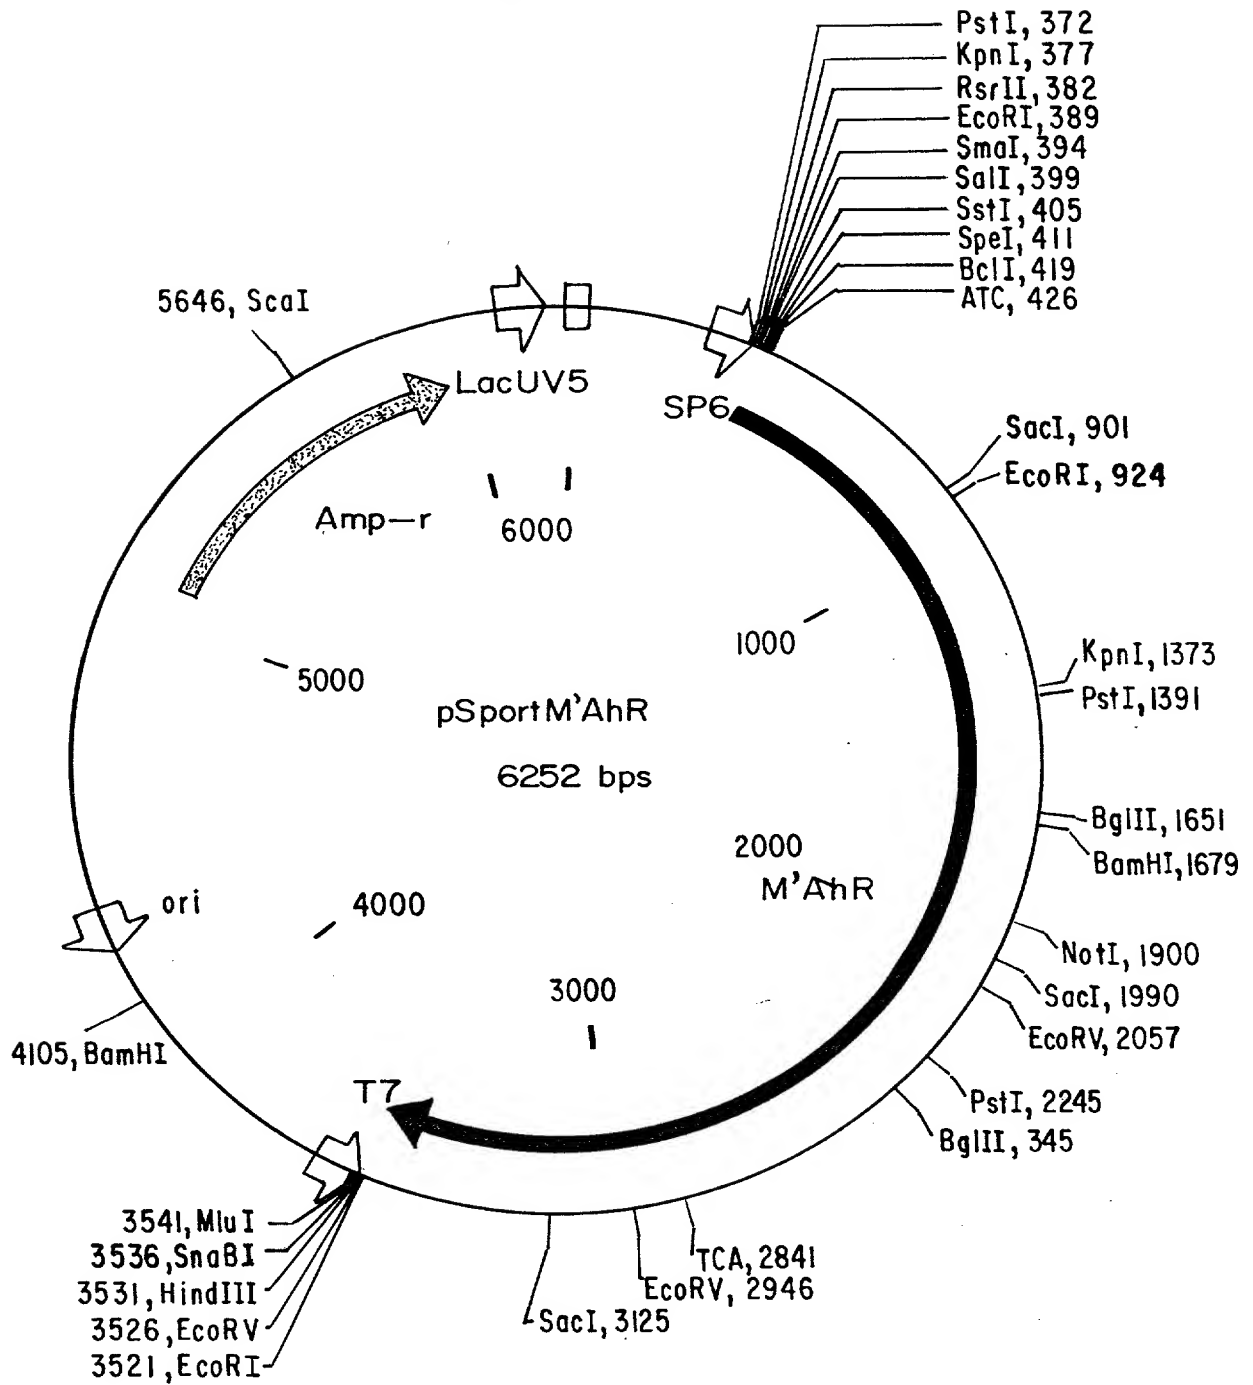 PstI, 372
KpnI, 377
RsrII, 382
EcoRI, 389
SmaI, 394
SalI, 399
SstI, 405
SpeI, 411
BclI, 419
ATC, 426
5646, ScaI
LacUV5
SP6
SacI, 901
EcoRI, 924
Amp-r
6000
1000
5000
KpnI, 1373
PstI, 1391
pSportM'AhR
6252 bps
BglII, 1651
BamHI, 1679
2000
M'AhR
ori
4000
NotI, 1900
SacI, 1990
EcoRV, 2057
3000
4105, BamHI
T7
PstI, 2245
BglII, 345
3541, MluI
3536, SnaBI
3531, HindIII
3526, EcoRV
3521, EcoRI
TCA, 2841
EcoRV, 2946
SacI, 3125